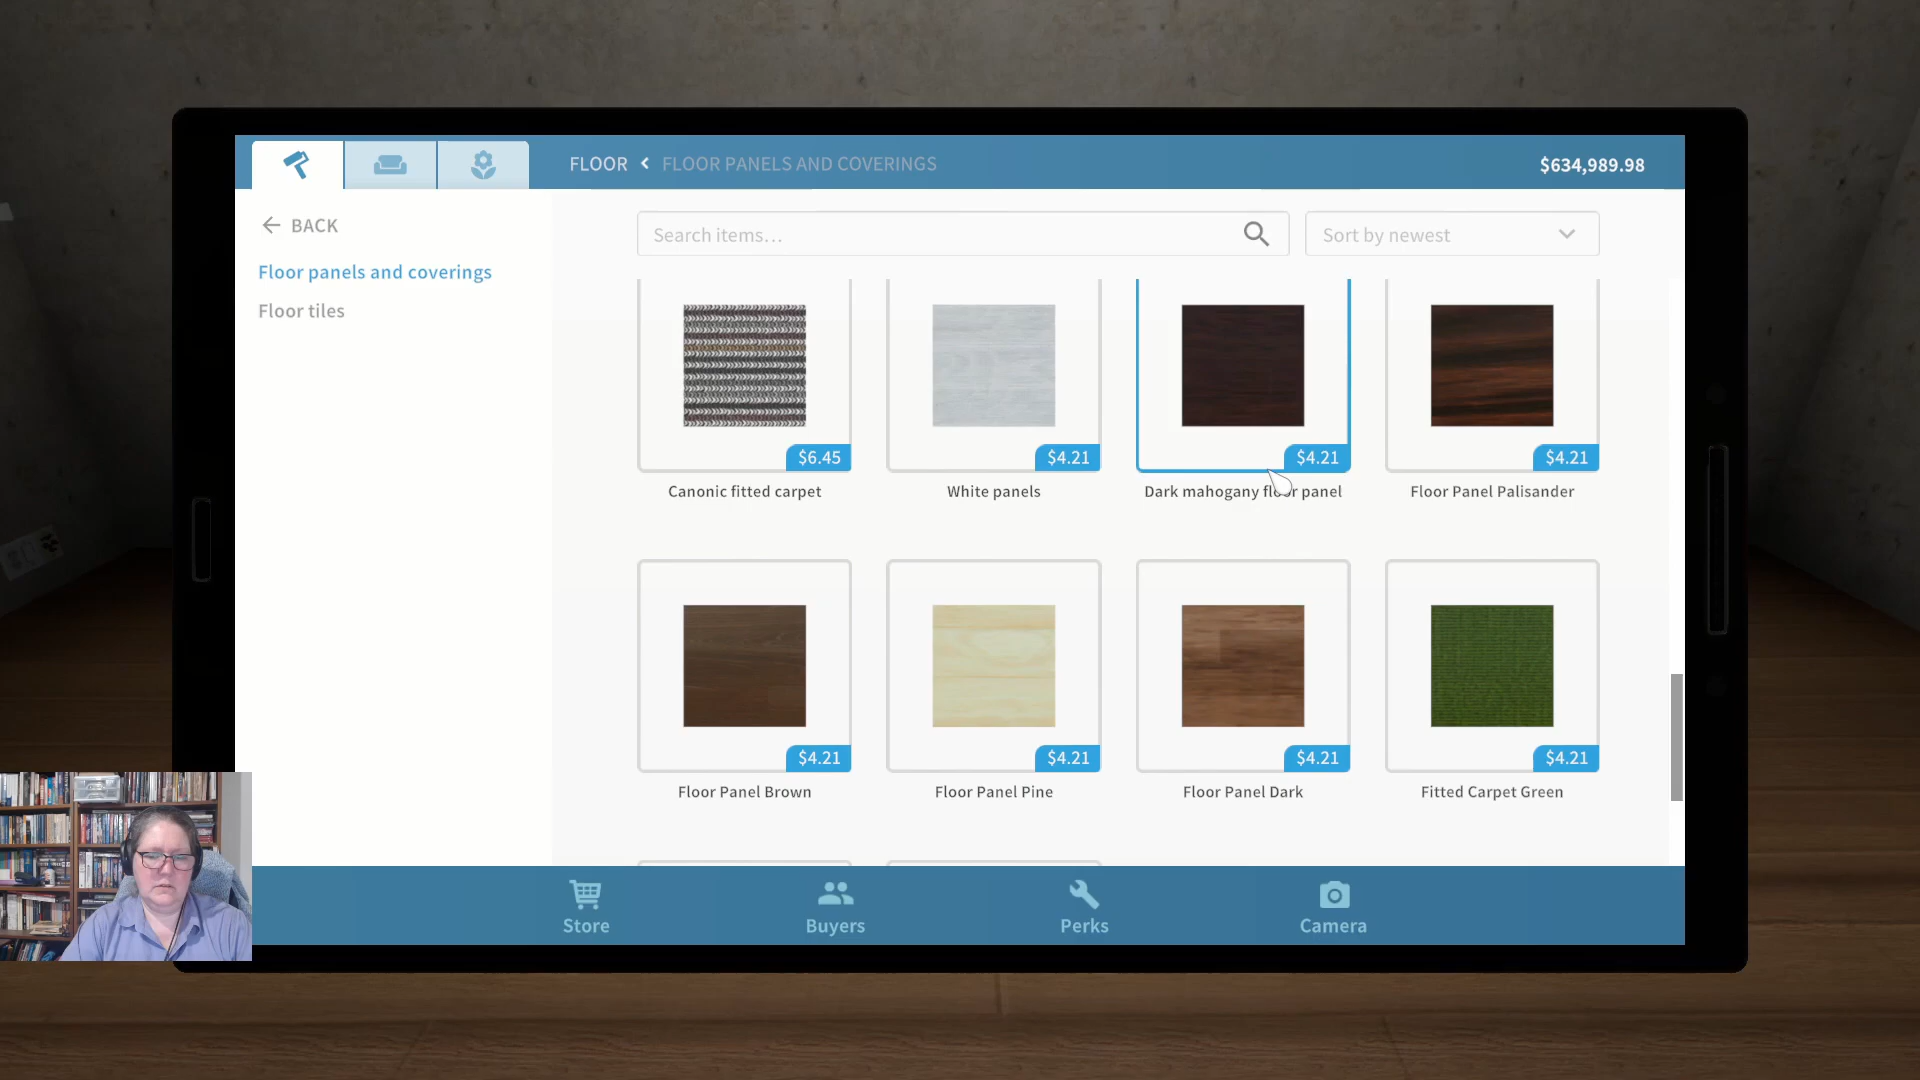 FLOOR FLOOR PANELS AND COVERINGS
$634,989.98
BACK
Floor panels and coverings
Floor tiles
Search items...
Sort by newest
$6.45
$4.21
$4.21
$4.21
Canonic fitted carpet
White panels
Dark mahogany floor panel
Floor Panel Palisander
$4.21
$4.21
$4.21
$4.21
Floor Panel Brown
Floor Panel Pine
Floor Panel Dark
Fitted Carpet Green
Store
Buyers
Perks
Camera